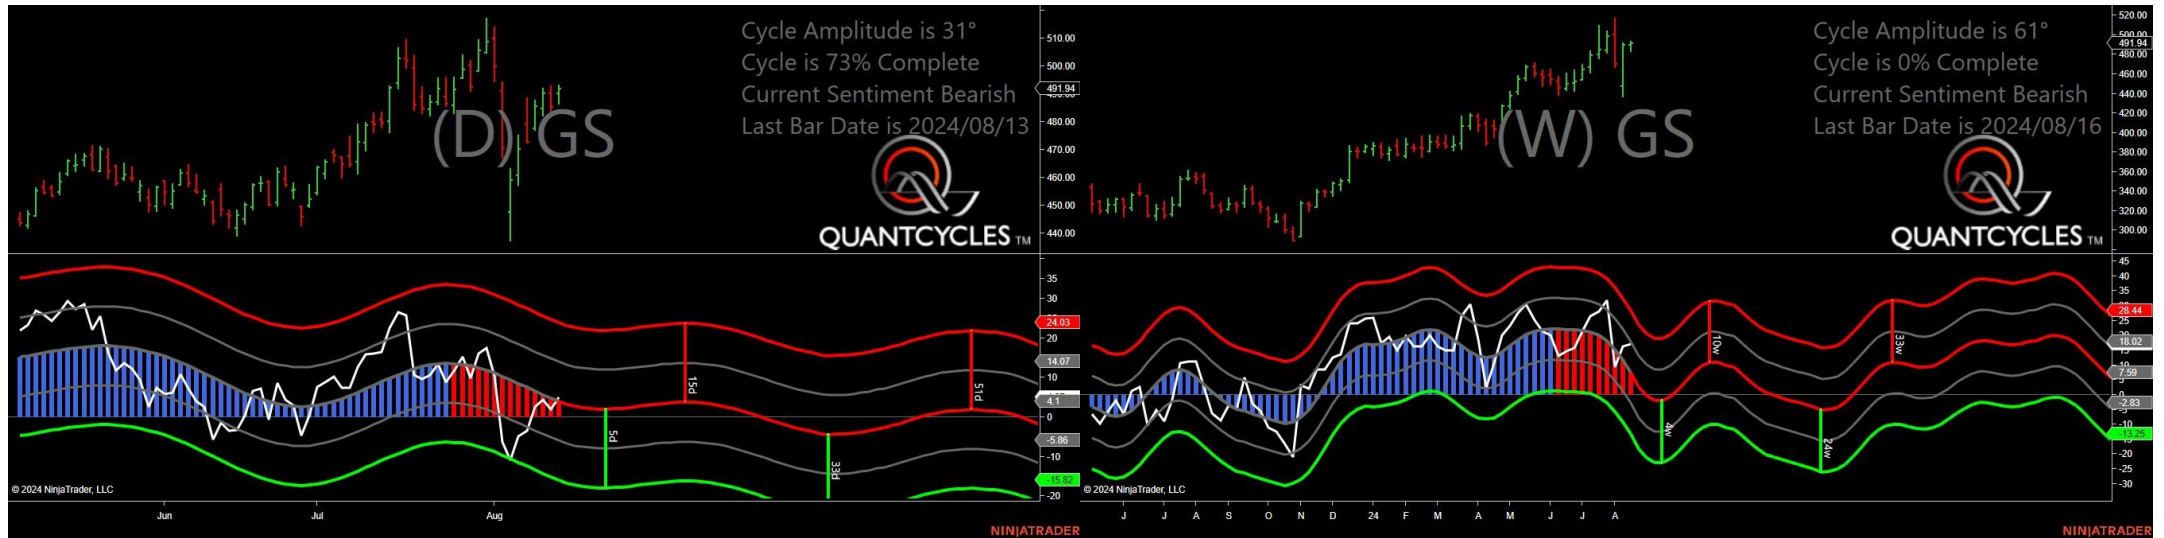 Cycle Amplitude is 31°
Cycle is 73% Complete
Current Sentiment Bearish
Last Bar Date is 2024/08/13
(D) GS
QUANTCYCLES TM
510.00
500.00
491.94
480.00
470.00
460.00
450.00
440.00
35
30
24.03
20
14.07
10
4.1
0
-5.86
-10
-15.82
-20
5d
15d
33d
51d
© 2024 NinjaTrader, LLC
Jun
Jul
Aug
NINJATRADER
Cycle Amplitude is 61°
Cycle is 0% Complete
Current Sentiment Bearish
Last Bar Date is 2024/08/16
(W) GS
QUANTCYCLES TM
520.00
500.00
491.94
480.00
460.00
440.00
420.00
400.00
380.00
360.00
340.00
320.00
300.00
45
40
35
28.44
25
18.02
15
7.59
0
-2.83
-13.25
-20
-25
-30
4w
10w
24w
33w
© 2024 NinjaTrader, LLC
J J A S O N D 24 F M A M J J A
NINJATRADER